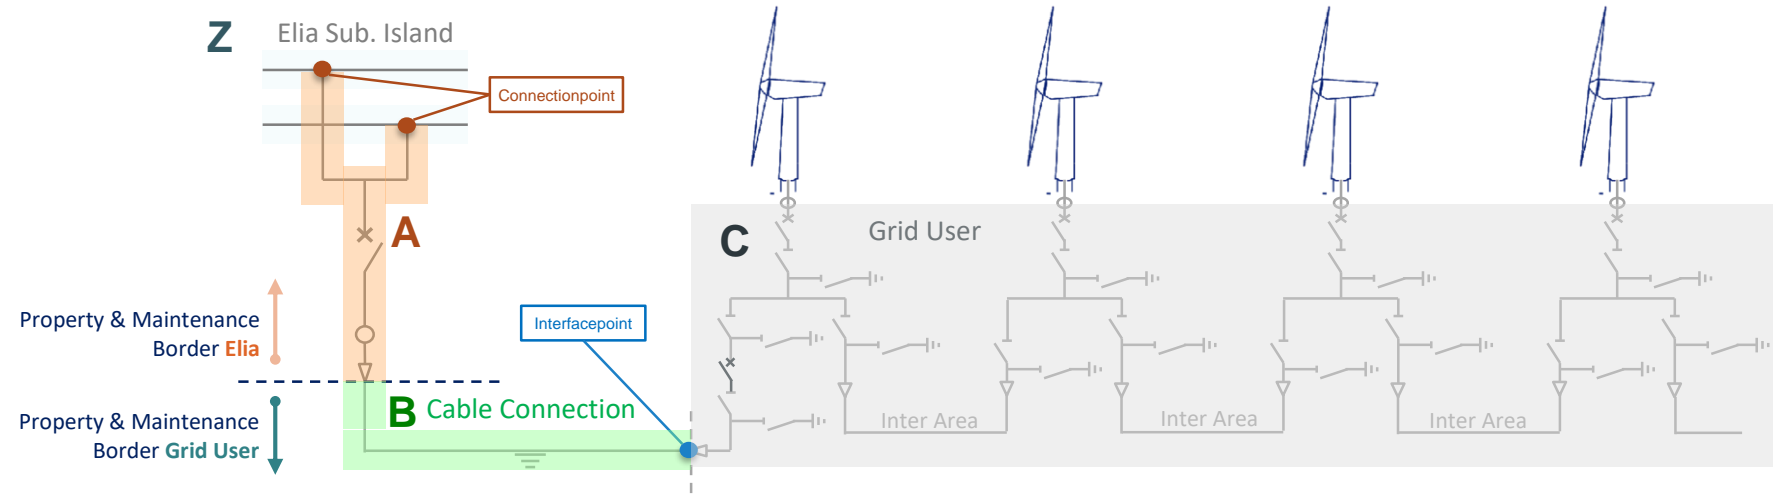 Z
Elia Sub. Island
Connectionpoint
A
C
Grid User
Property & Maintenance
Border Elia
Interfacepoint
B
Cable Connection
Property & Maintenance
Border Grid User
Inter Area
Inter Area
Inter Area